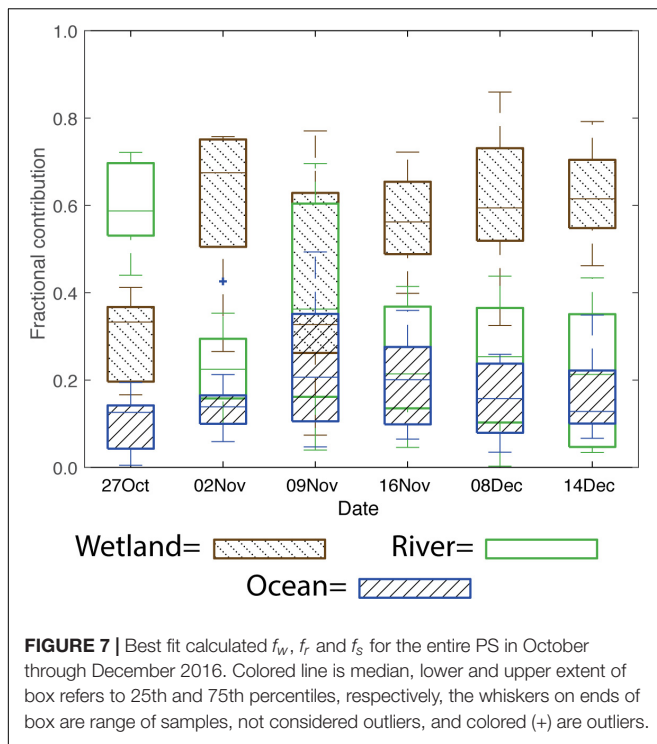 1.0
0.8
0.6
0.4
0.2
0.0
Fractional contribution
27Oct 02Nov 09Nov 16Nov 08Dec 14Dec
Date
Wetland= River=
Ocean=
FIGURE 7 | Best fit calculated f_w, f_r and f_s for the entire PS in October
through December 2016. Colored line is median, lower and upper extent of
box refers to 25th and 75th percentiles, respectively, the whiskers on ends of
box are range of samples, not considered outliers, and colored (+) are outliers.